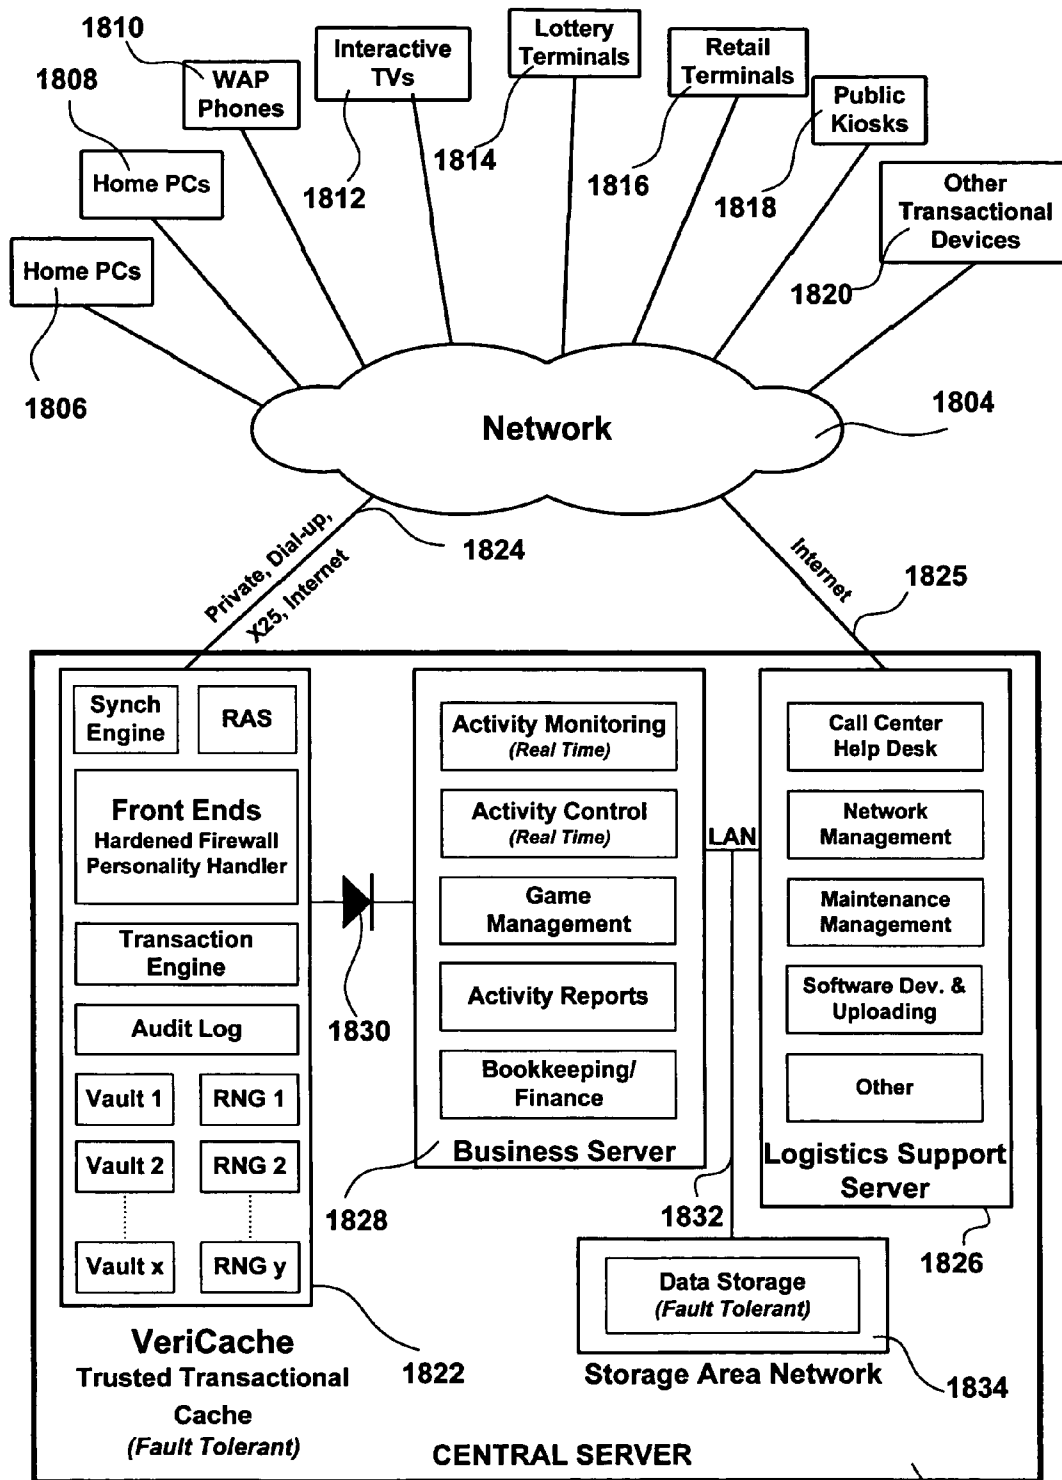 1810
Interactive
TVs
Lottery
Terminals
Retail
Terminals
1808
WAP
Phones
Public
Kiosks
1814
1816
1812
1818
Home PCs
Other
Transactional
Devices
Home PCs
1820
1806
1804
Network
1824
Private, Dial-up,
X25, Internet
Internet
1825
Synch
Engine
RAS
Front Ends
Hardened Firewall
Personality Handler
Transaction
Engine
Audit Log
Vault 1
RNG 1
Vault 2
RNG 2
Vault x
RNG y
VeriCache
Trusted Transactional
Cache
(Fault Tolerant)
1822
1830
Activity Monitoring
(Real Time)
Activity Control
(Real Time)
Game
Management
Activity Reports
Bookkeeping/
Finance
Business Server
1828
LAN
Call Center
Help Desk
Network
Management
Maintenance
Management
Software Dev. &
Uploading
Other
Logistics Support
Server
1832
1826
Data Storage
(Fault Tolerant)
Storage Area Network
1834
CENTRAL SERVER